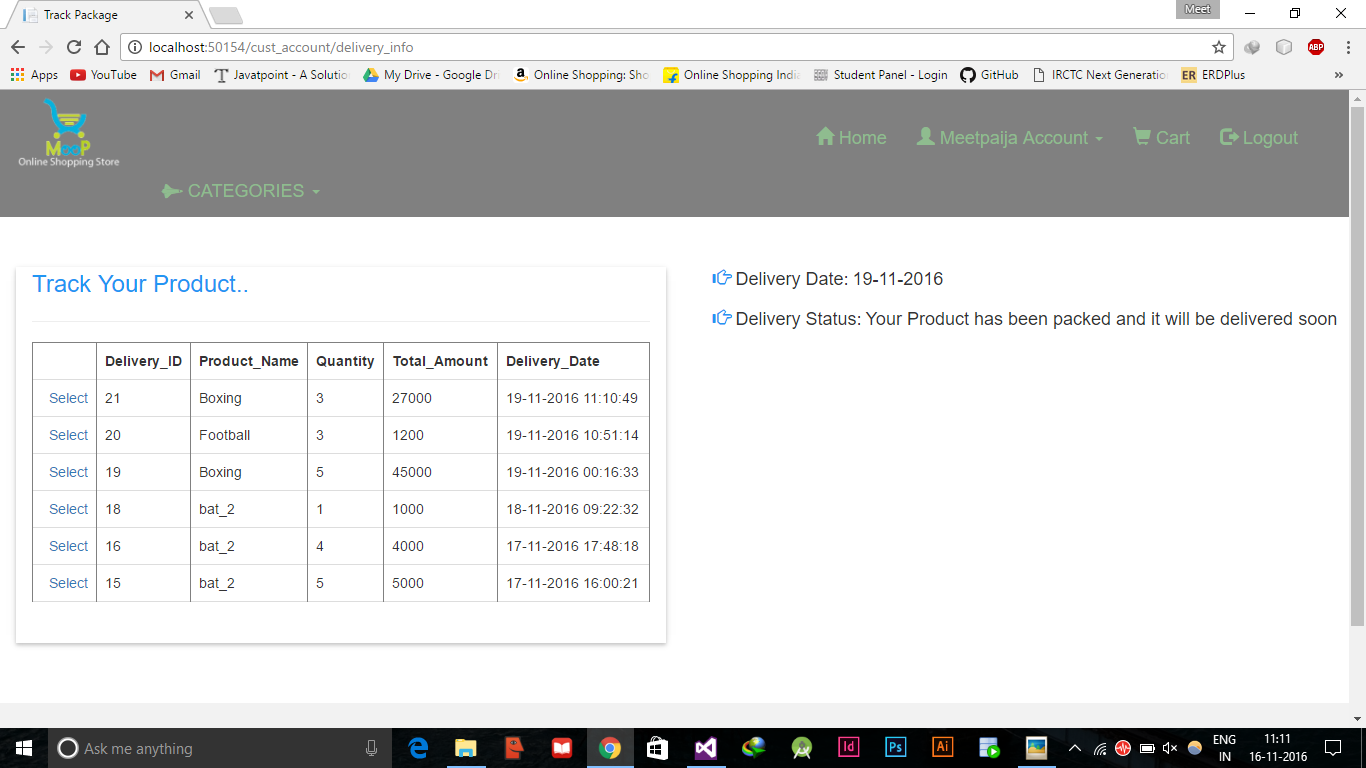 Track Package
Meet
localhost:50154/cust_account/delivery_info
ABP
Apps YouTube Gmail Javatpoint - A Solutio My Drive - Google Dr Online Shopping: Sho Online Shopping India Student Panel - Login GitHub IRCTC Next Generatio ER ERDPlus »
MeeP
Online Shopping Store
Home Meetpaija Account Cart Logout
CATEGORIES
Track Your Product..
Delivery_ID Product_Name Quantity Total_Amount Delivery_Date
Select 21 Boxing 3 27000 19-11-2016 11:10:49
Select 20 Football 3 1200 19-11-2016 10:51:14
Select 19 Boxing 5 45000 19-11-2016 00:16:33
Select 18 bat_2 1 1000 18-11-2016 09:22:32
Select 16 bat_2 4 4000 17-11-2016 17:48:18
Select 15 bat_2 5 5000 17-11-2016 16:00:21
Delivery Date: 19-11-2016
Delivery Status: Your Product has been packed and it will be delivered soon
Ask me anything
Id Ps Ai
ENG
IN
11:11
16-11-2016